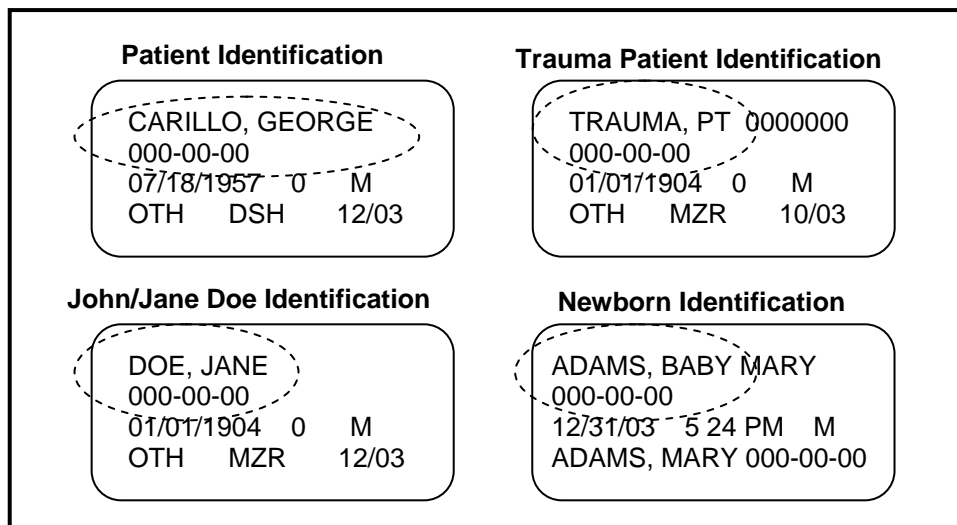 Patient Identification
CARILLO, GEORGE
000-00-00
07/18/1957 0 M
OTH DSH 12/03
Trauma Patient Identification
TRAUMA, PT 0000000
000-00-00
01/01/1904 0 M
OTH MZR 10/03
John/Jane Doe Identification
DOE, JANE
000-00-00
01/01/1904 0 M
OTH MZR 12/03
Newborn Identification
ADAMS, BABY MARY
000-00-00
12/31/03 5 24 PM M
ADAMS, MARY 000-00-00